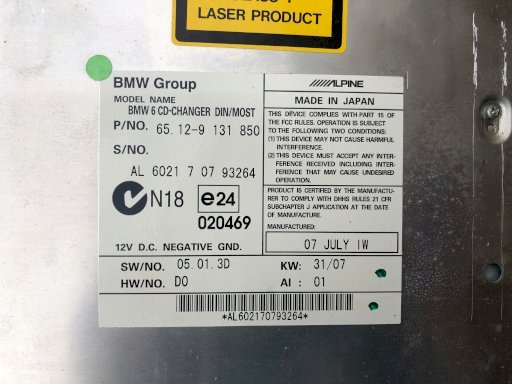 CLASS 1
LASER PRODUCT
BMW Group
MODEL NAME
BMW 6 CD-CHANGER DIN/MOST
P/NO. 65.12-9 131 850
S/NO.
AL 6021 7 07 93264
N18
e24
020469
12V D.C. NEGATIVE GND.
ALPINE
MADE IN JAPAN
THIS DEVICE COMPLIES WITH PART 15 OF
THE FCC RULES. OPERATION IS SUBJECT
TO THE FOLLOWING TWO CONDITIONS:
(1) THIS DEVICE MAY NOT CAUSE HARMFUL
INTERFERENCE.
(2) THIS DEVICE MUST ACCEPT ANY INTER-
FERENCE RECEIVED INCLUDING INTER-
FERENCE THAT MAY CAUSE UNDESIRED
OPERATION.
PRODUCT IS CERTIFIED BY THE MANUFACTU-
RER TO COMPLY WITH DHHS RULES 21 CFR
SUBCHAPTER J APPLICATION AT THE DATE
OF MANUFACTURE.
MANUFACTURED:
07 JULY IW
SW/NO. 05.01.3D KW: 31/07
HW/NO. D0 AI : 01
*AL602170793264*